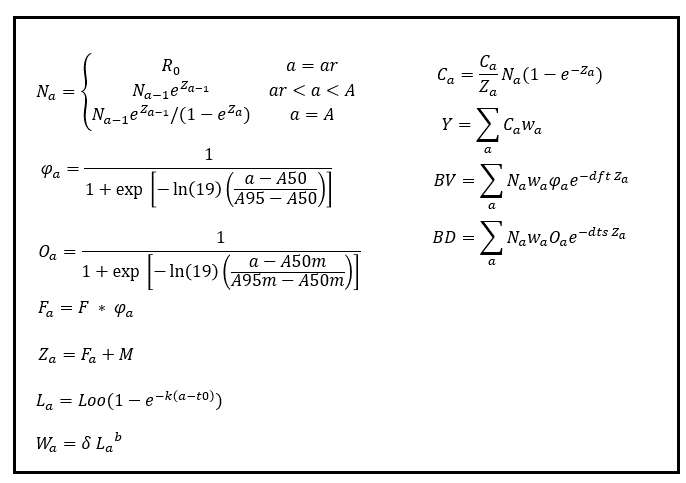 N_a = { R_0    a = ar
N_{a-1}e^{Z_{a-1}}    ar < a < A
N_{a-1}e^{Z_{a-1}}/(1 − e^{Z_a})    a = A
φ_a = 1 / (1 + exp [−ln(19) ((a − A50)/(A95 − A50))])
O_a = 1 / (1 + exp [−ln(19) ((a − A50m)/(A95m − A50m))])
F_a = F * φ_a
Z_a = F_a + M
L_a = Loo(1 − e^{−k(a−t0)})
W_a = δ L_a^b
C_a = C_a/Z_a N_a(1 − e^{−Z_a})
Y = ∑_a C_a w_a
BV = ∑_a N_a w_a φ_a e^{−dft Z_a}
BD = ∑_a N_a w_a O_a e^{−dts Z_a}